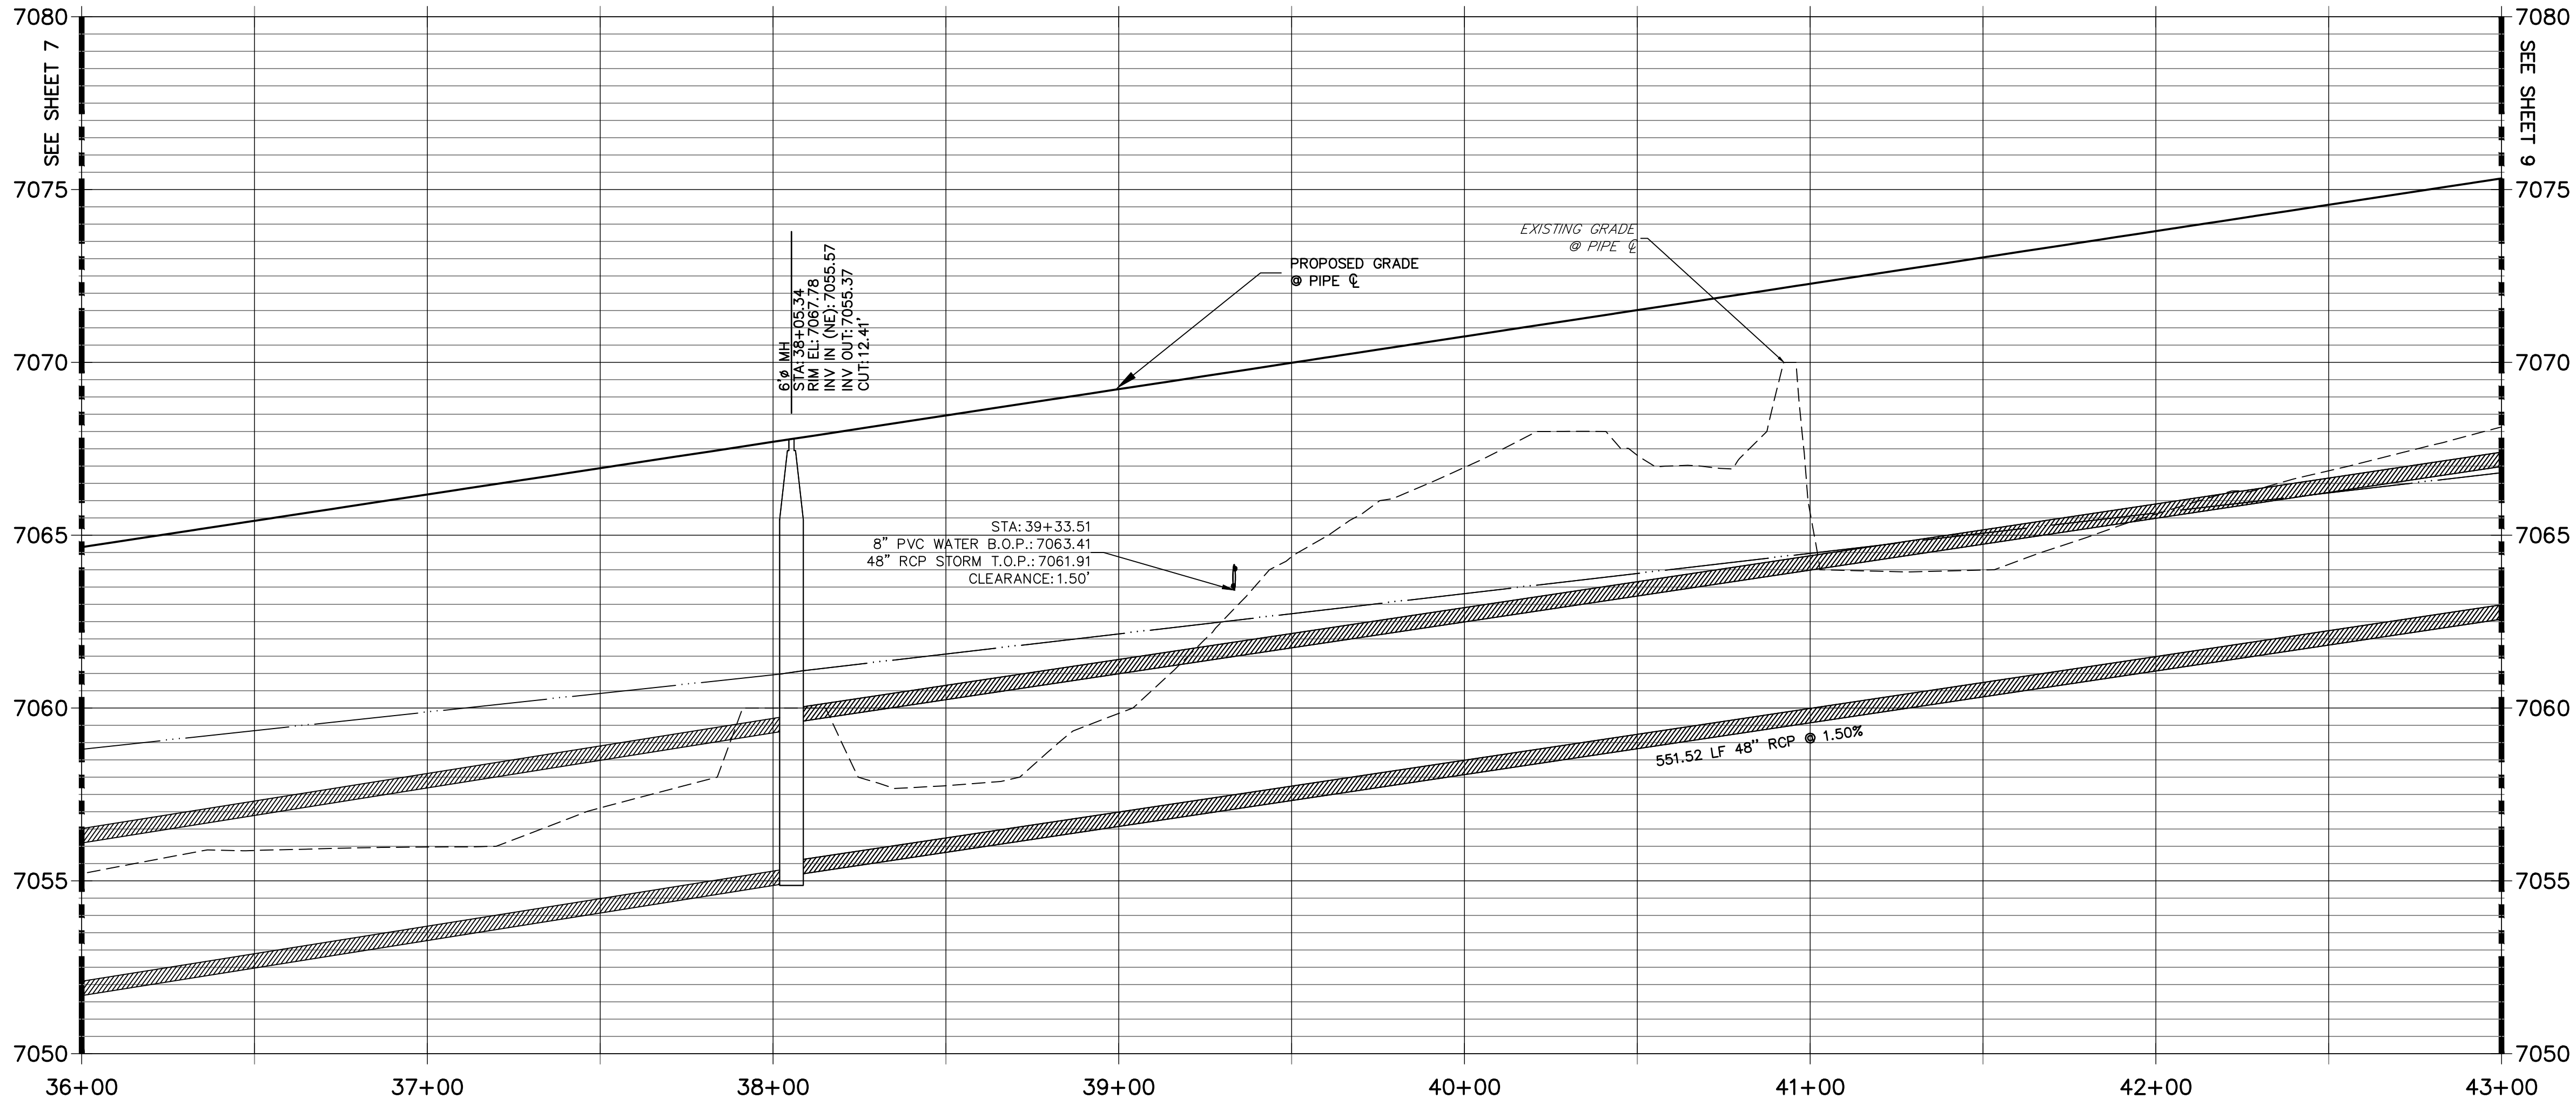 7080
7075
7070
7065
7060
7055
7050
SEE SHEET 7
6'ø MH
STA: 38+05.34
RIM EL: 7067.78
INV IN (NE): 7055.57
INV OUT: 7055.37
CUT: 12.41'
PROPOSED GRADE
@ PIPE ℄
EXISTING GRADE
@ PIPE ℄
STA: 39+33.51
8" PVC WATER B.O.P.: 7063.41
48" RCP STORM T.O.P.: 7061.91
CLEARANCE: 1.50'
551.52 LF 48" RCP @ 1.50%
7080
7075
7070
7065
7060
7055
7050
SEE SHEET 9
36+00
37+00
38+00
39+00
40+00
41+00
42+00
43+00